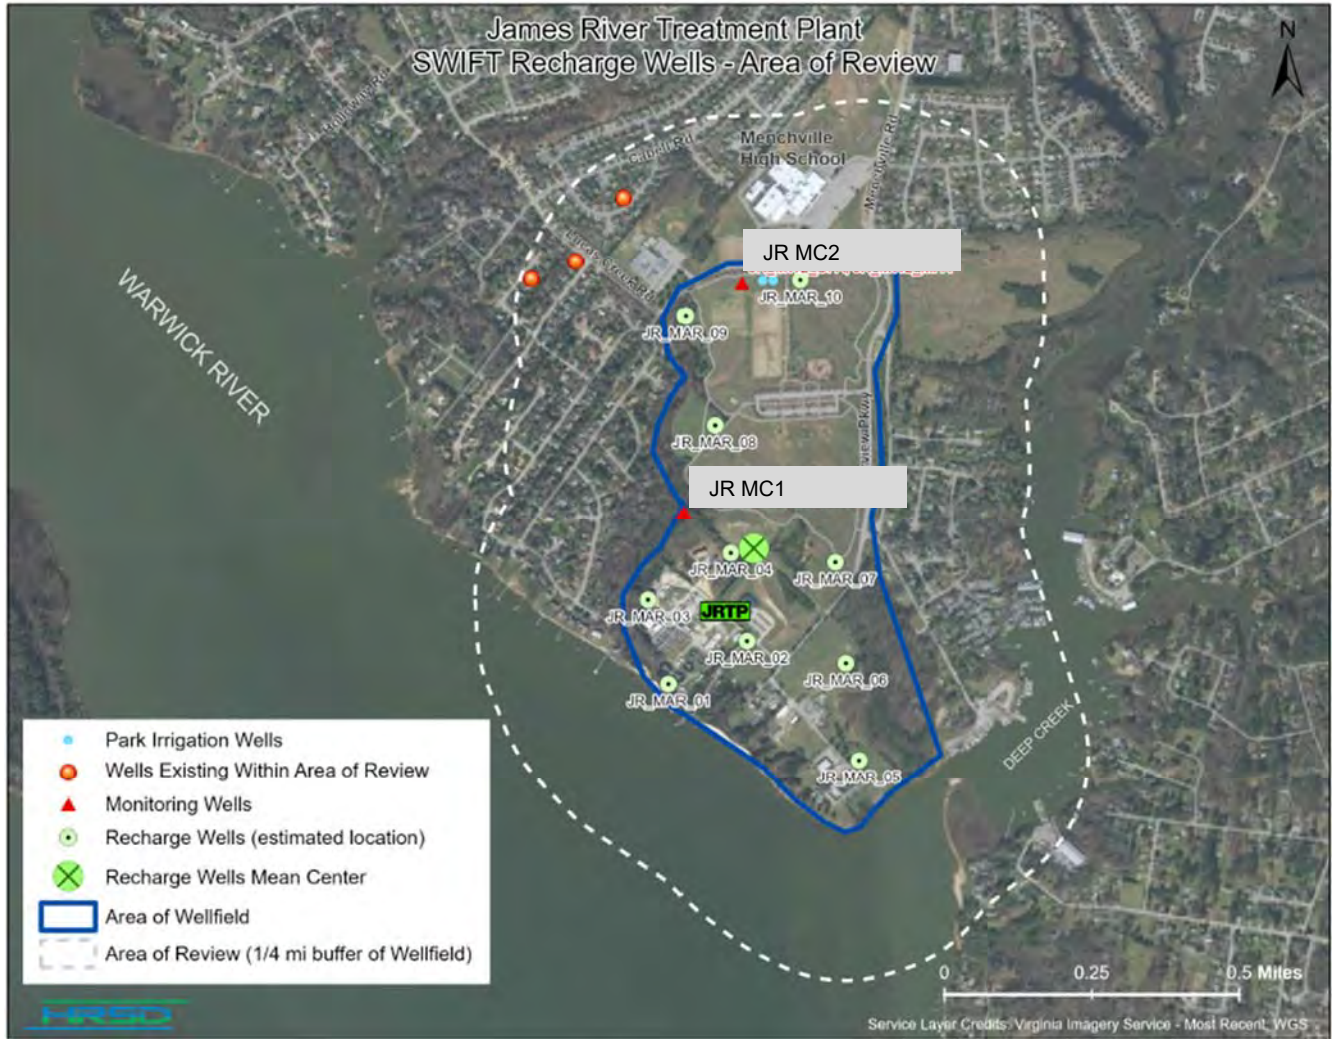 James River Treatment Plant
SWIFT Recharge Wells - Area of Review
N
Menchville
High School
Menchville Rd
Cabell Rd
JR MC2
JR_MAR_10
JR_MAR_09
WARWICK RIVER
JR_MAR_08
JR MC1
JR_MAR_04
JR_MAR_07
JR_MAR_03
JRTP
JR_MAR_02
JR_MAR_06
JR_MAR_01
DEEP CREEK
JR_MAR_05
Park Irrigation Wells
Wells Existing Within Area of Review
Monitoring Wells
Recharge Wells (estimated location)
Recharge Wells Mean Center
Area of Wellfield
Area of Review (1/4 mi buffer of Wellfield)
0 0.25 0.5 Miles
HRSD
Service Layer Credits: Virginia Imagery Service - Most Recent, WGS